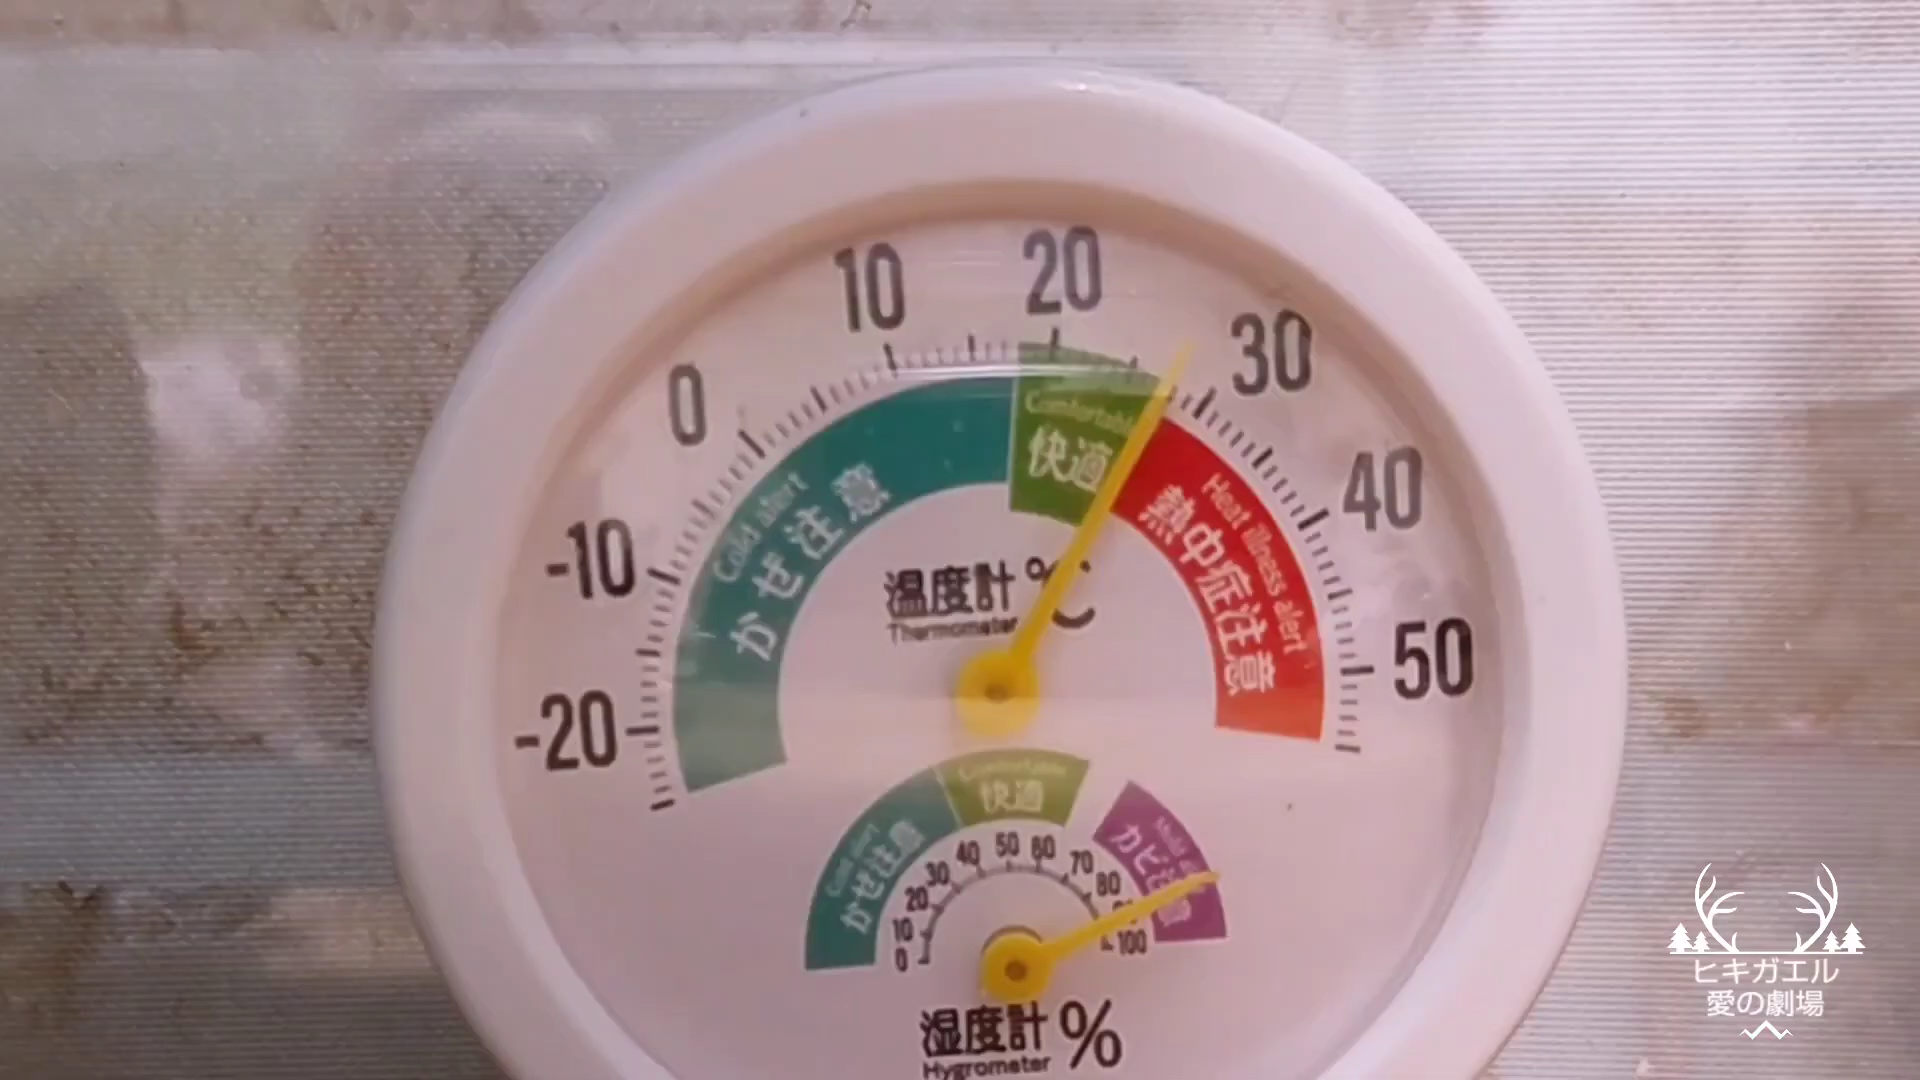 10
20
0
30
-10
40
-20
50
Cold alert
かぜ注意
Comfortable
快適
Heat illness alert
熱中症注意
温度計 ℃
Thermometer
Comfortable
快適
Cold alert
かぜ注意
カビ注意
0 10 20 30 40 50 60 70 80 100
湿度計 %
Hygrometer
ヒキガエル
愛の劇場